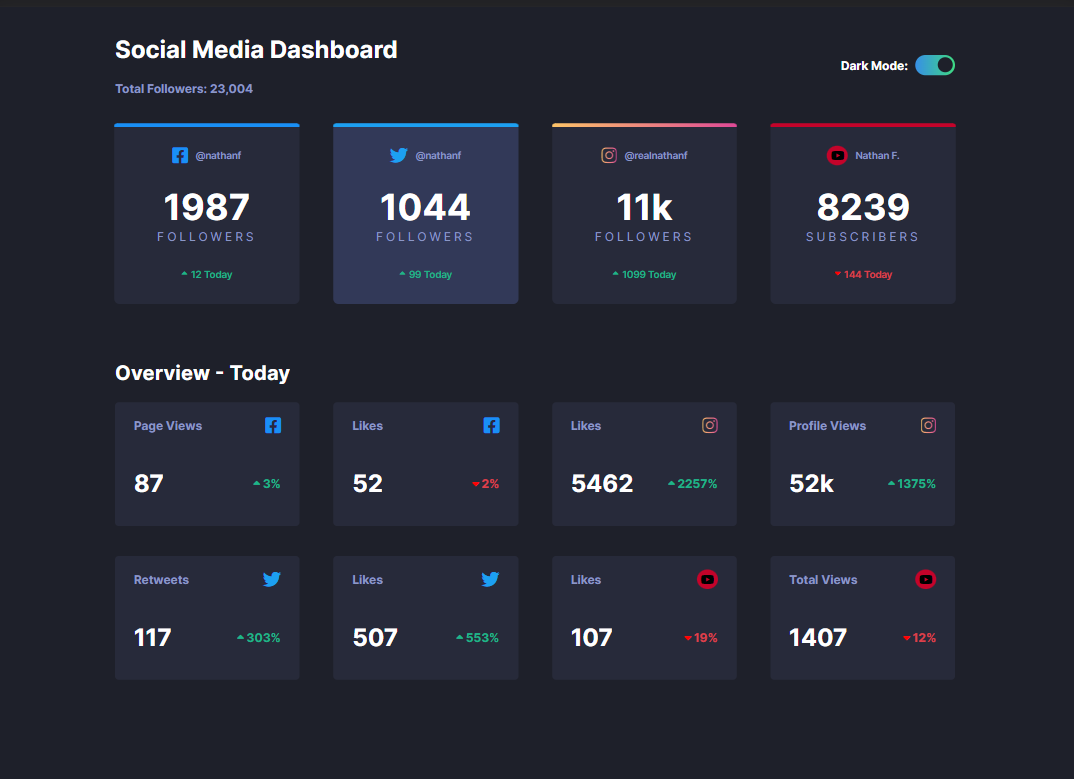 Social Media Dashboard
Total Followers: 23,004
Dark Mode:
@nathanf
1987
FOLLOWERS
12 Today
@nathanf
1044
FOLLOWERS
99 Today
@realnathanf
11k
FOLLOWERS
1099 Today
Nathan F.
8239
SUBSCRIBERS
144 Today
Overview - Today
Page Views
87
3%
Likes
52
2%
Likes
5462
2257%
Profile Views
52k
1375%
Retweets
117
303%
Likes
507
553%
Likes
107
19%
Total Views
1407
12%